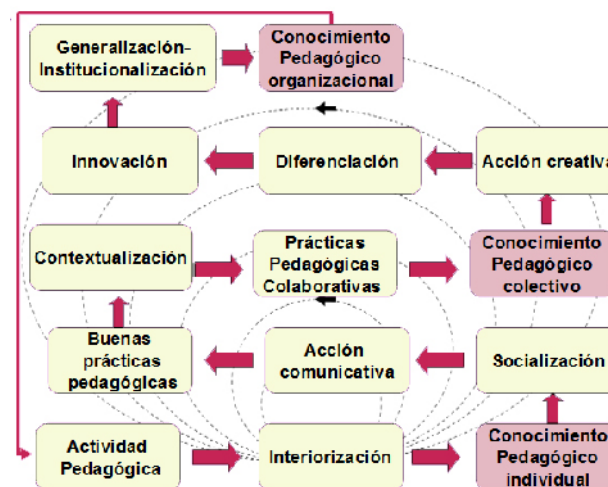 Generalización-
Institucionalización
Conocimiento
Pedagógico
organizacional
Innovación
Diferenciación
Acción creativa
Contextualización
Prácticas
Pedagógicas
Colaborativas
Conocimiento
Pedagógico
colectivo
Buenas
prácticas
pedagógicas
Acción
comunicativa
Socialización
Actividad
Pedagógica
Interiorización
Conocimiento
Pedagógico
individual